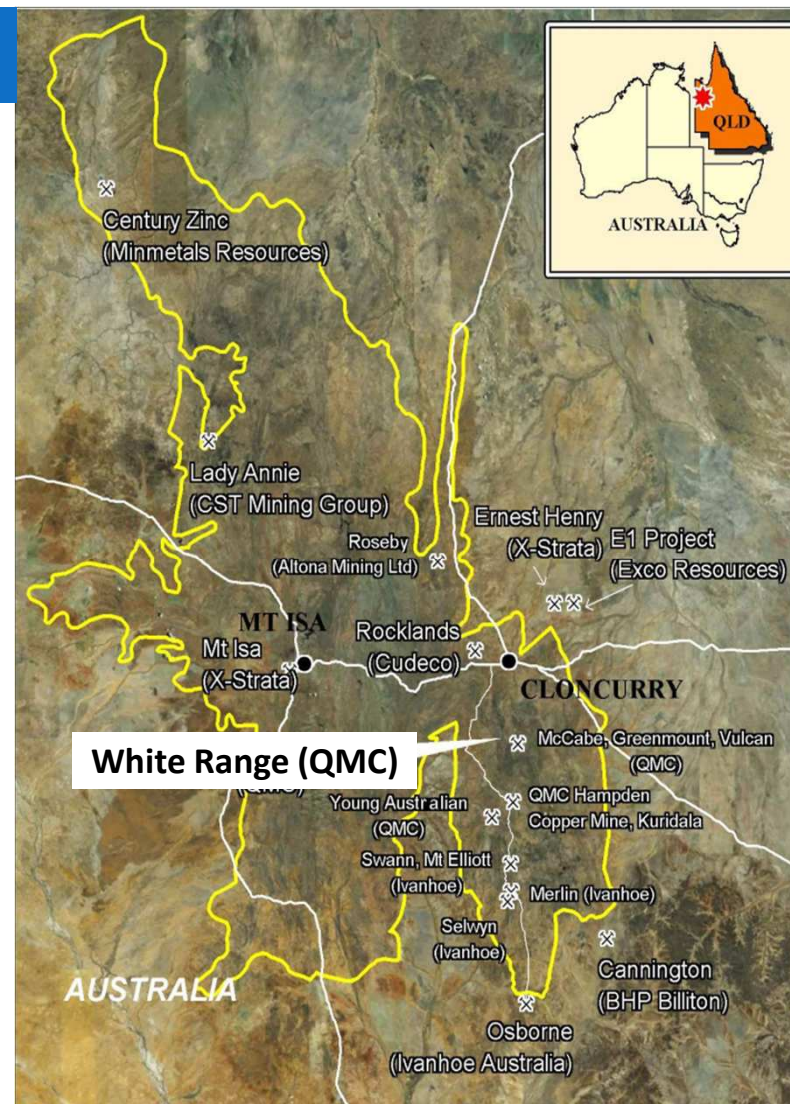 QLD
AUSTRALIA
Century Zinc
(Minmetals Resources)
Lady Annie
(CST Mining Group)
Roseby
(Altona Mining Ltd)
Ernest Henry
(X-Strata)
E1 Project
(Exco Resources)
MT ISA
Mt Isa
(X-Strata)
Rocklands
(Cudeco)
CLONCURRY
White Range (QMC)
McCabe, Greenmount, Vulcan
(QMC)
(QMC)
Young Australian
(QMC)
QMC Hampden
Copper Mine, Kuridala
Swann, Mt Elliott
(Ivanhoe)
Merlin (Ivanhoe)
Selwyn
(Ivanhoe)
Cannington
(BHP Billiton)
AUSTRALIA
Osborne
(Ivanhoe Australia)